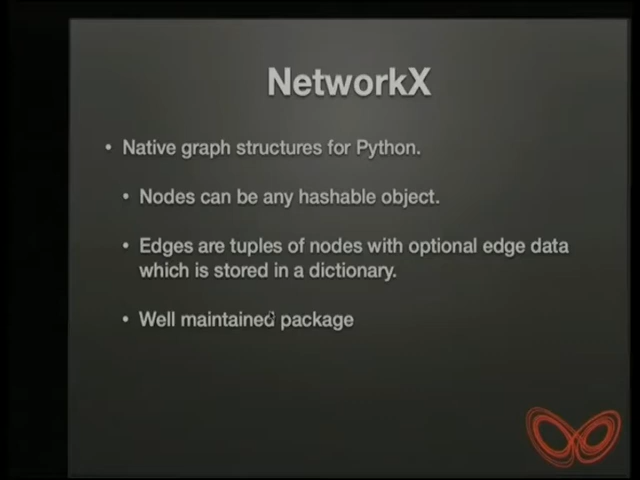 NetworkX
• Native graph structures for Python.
• Nodes can be any hashable object.
• Edges are tuples of nodes with optional edge data
which is stored in a dictionary.
• Well maintained package